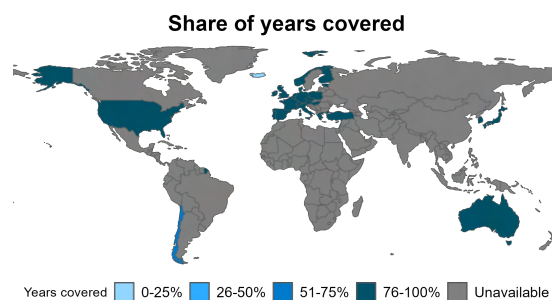 Share of years covered
Years covered 0-25% 26-50% 51-75% 76-100% Unavailable